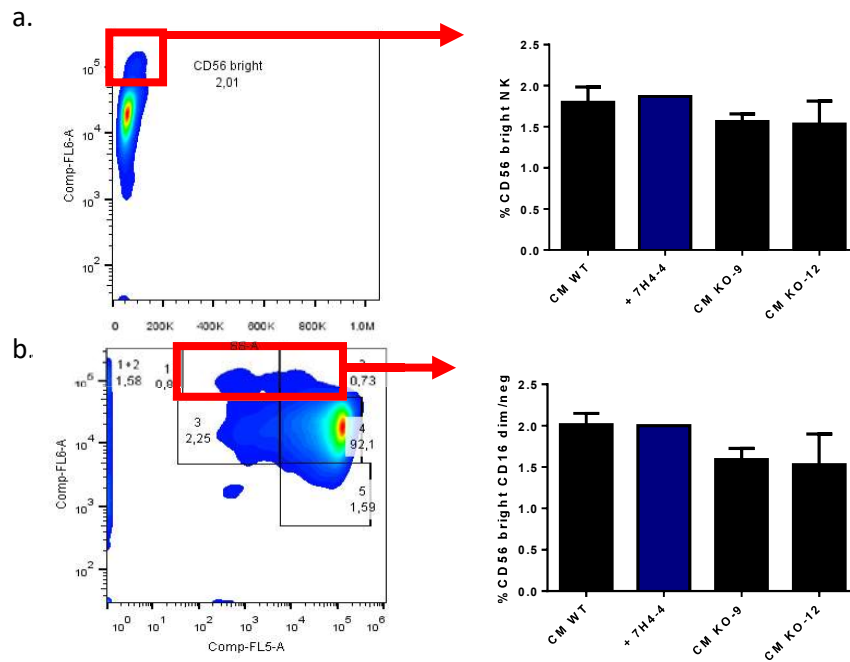 a.
CD56 bright
2,01
10^5
10^4
10^3
10^2
Comp-FL6-A
0 200K 400K 600K 800K 1.0M
SS-A
2.5
2.0
1.5
1.0
0.5
0.0
% CD56 bright NK
CM WT
+ 7H4-4
CM KO-9
CM KO-12
b.
1+2
1,58
1
0,73
3
2,25
4
92,1
5
1,59
10^5
10^4
10^3
10^2
Comp-FL6-A
10^0 10^1 10^2 10^3 10^4 10^5 10^6
Comp-FL5-A
2.5
2.0
1.5
1.0
0.5
0.0
% CD56 bright CD16 dim/neg
CM WT
+ 7H4-4
CM KO-9
CM KO-12